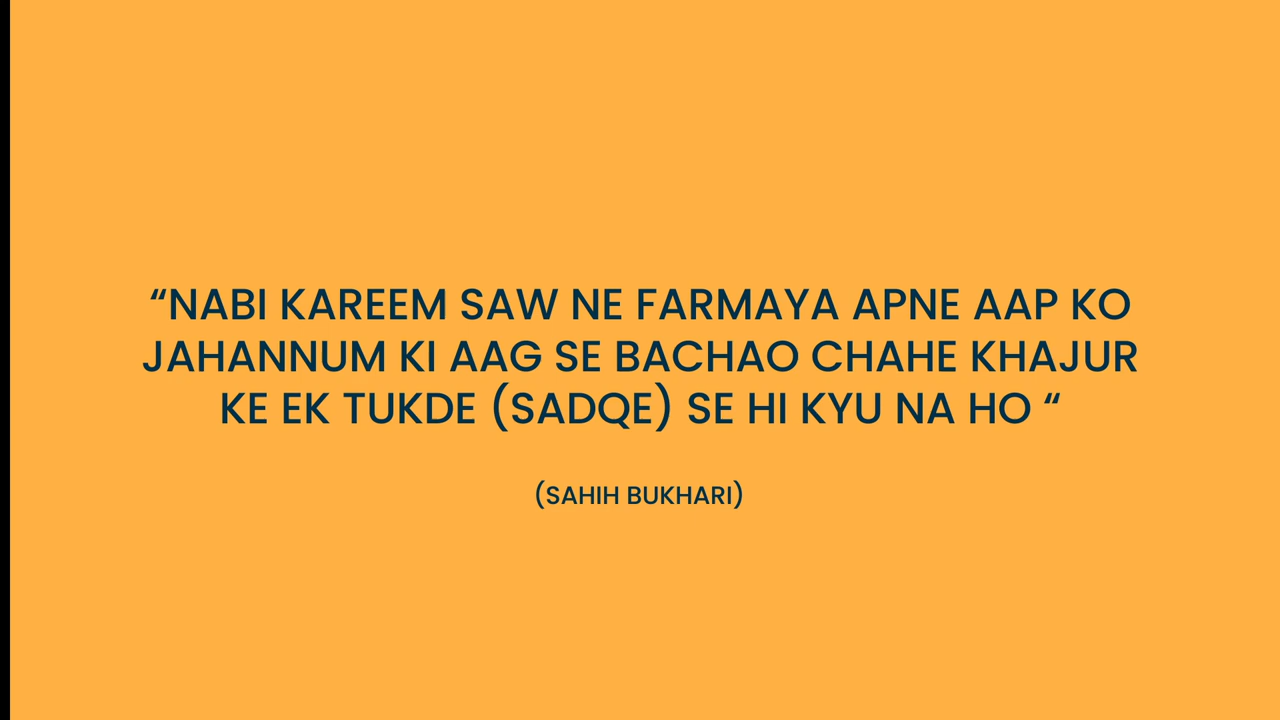 “NABI KAREEM SAW NE FARMAYA APNE AAP KO
JAHANNUM KI AAG SE BACHAO CHAHE KHAJUR
KE EK TUKDE (SADQE) SE HI KYU NA HO “
(SAHIH BUKHARI)